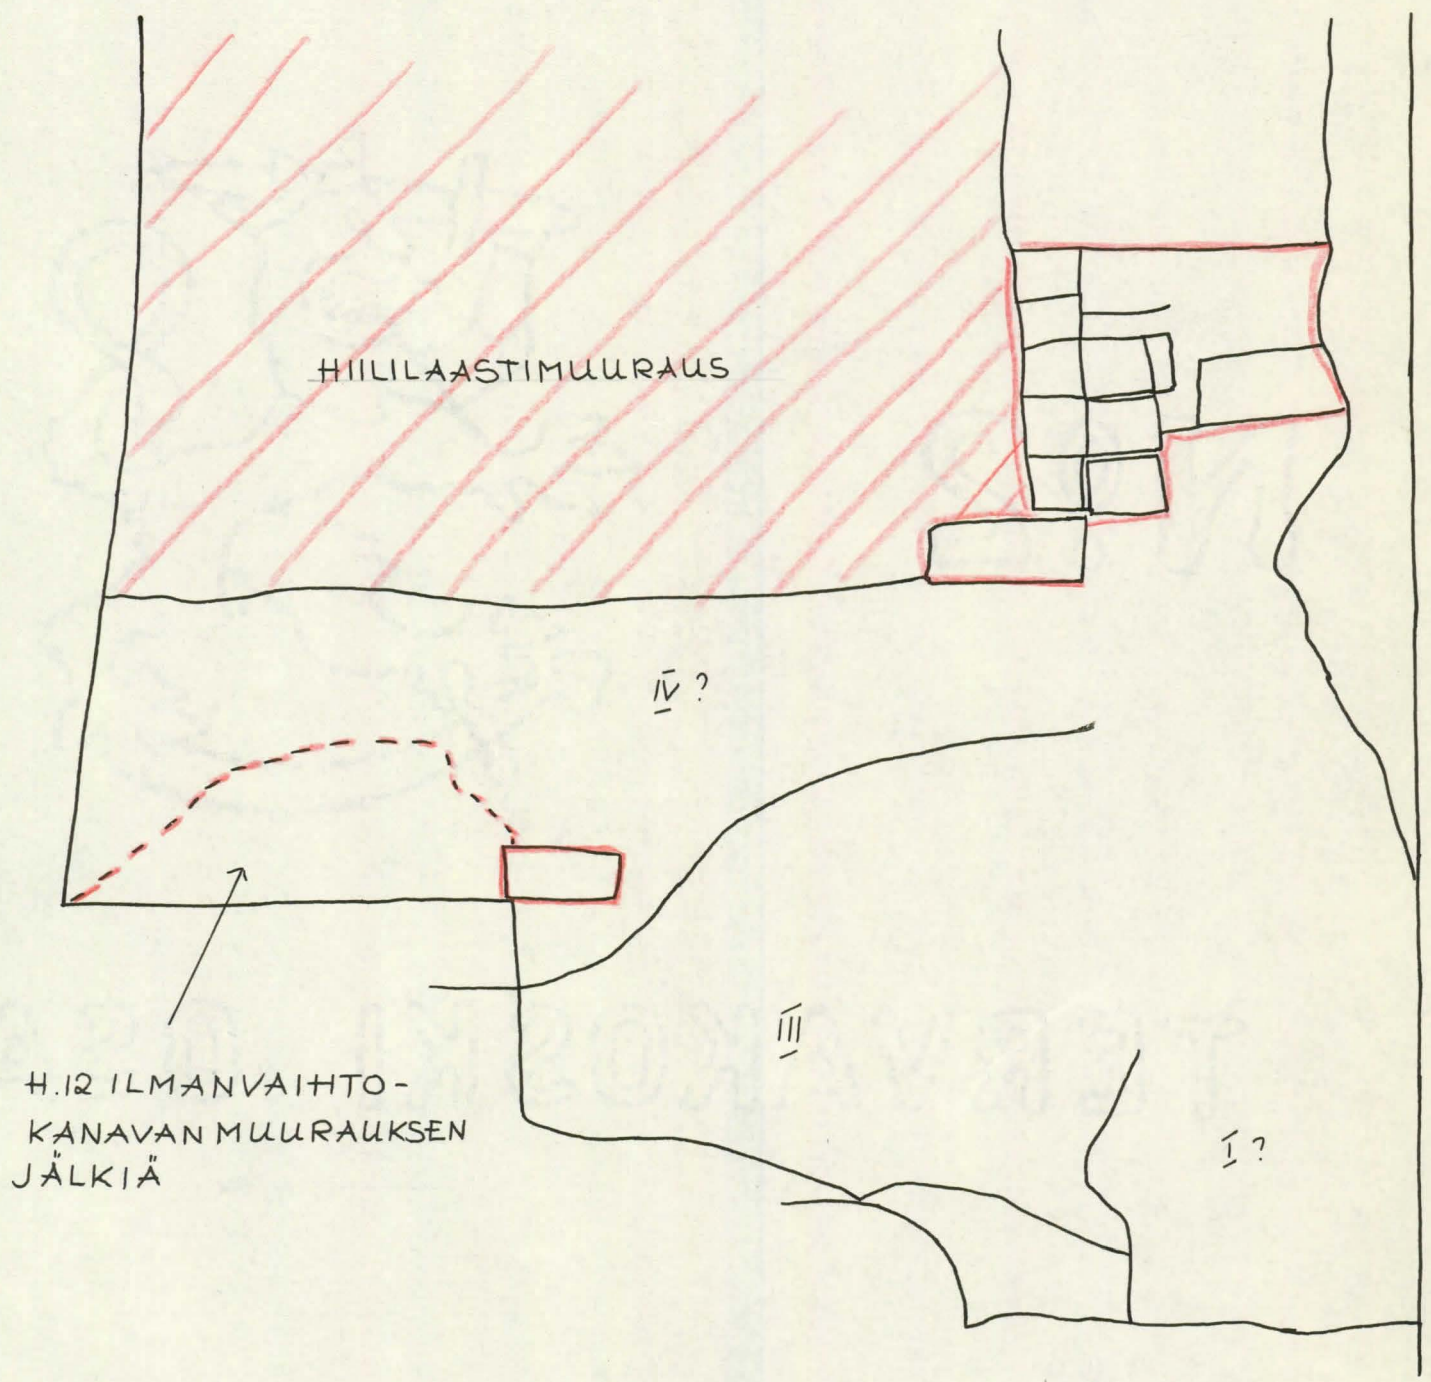 HIILILAASTIMUURAUS
IV ?
III
H.12 ILMANVAIHTO-
KANAVAN MUURAUKSEN
JÄLKIÄ
I ?